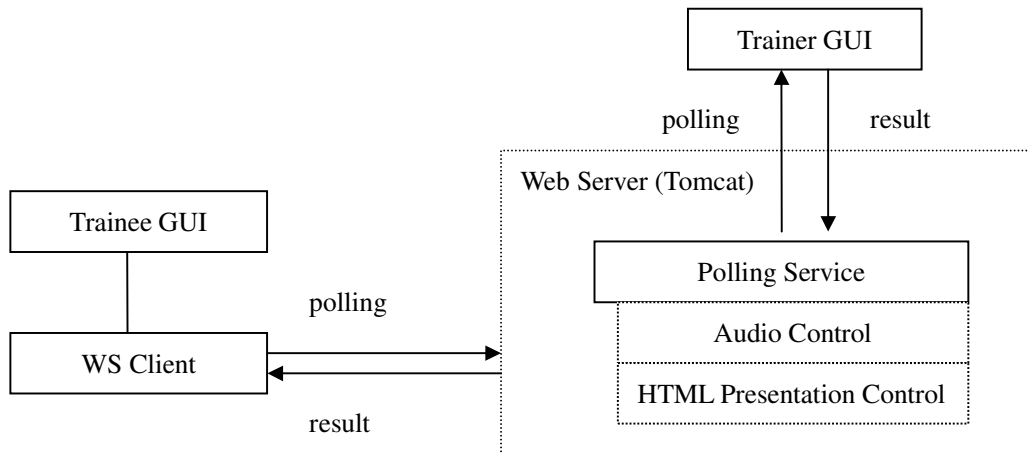 Trainer GUI
polling
result
Web Server (Tomcat)
Trainee GUI
Polling Service
polling
Audio Control
WS Client
HTML Presentation Control
result